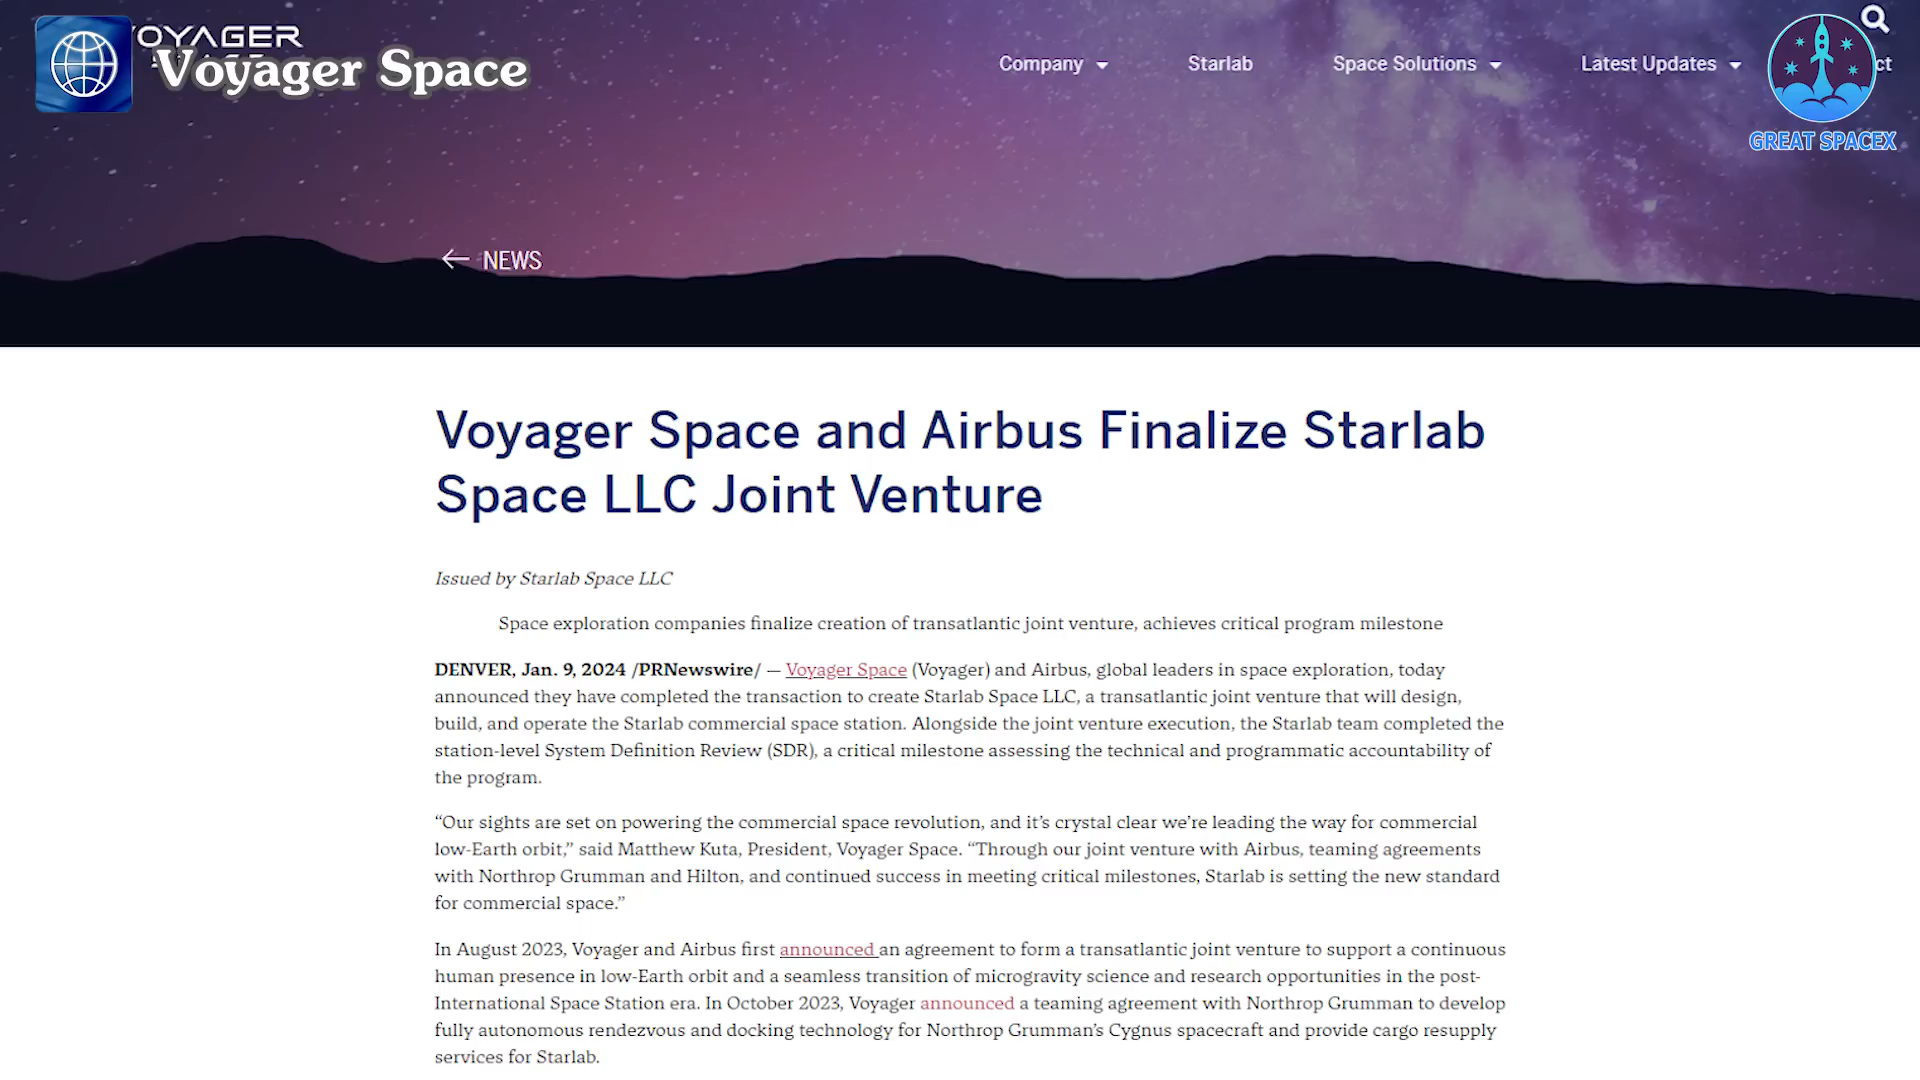 VOYAGER
Voyager Space
Company
Starlab
Space Solutions
Latest Updates
ct
GREAT SPACEX
← NEWS
Voyager Space and Airbus Finalize Starlab
Space LLC Joint Venture
Issued by Starlab Space LLC
Space exploration companies finalize creation of transatlantic joint venture, achieves critical program milestone
DENVER, Jan. 9, 2024 /PRNewswire/ — Voyager Space (Voyager) and Airbus, global leaders in space exploration, today
announced they have completed the transaction to create Starlab Space LLC, a transatlantic joint venture that will design,
build, and operate the Starlab commercial space station. Alongside the joint venture execution, the Starlab team completed the
station-level System Definition Review (SDR), a critical milestone assessing the technical and programmatic accountability of
the program.
“Our sights are set on powering the commercial space revolution, and it’s crystal clear we’re leading the way for commercial
low-Earth orbit,” said Matthew Kuta, President, Voyager Space. “Through our joint venture with Airbus, teaming agreements
with Northrop Grumman and Hilton, and continued success in meeting critical milestones, Starlab is setting the new standard
for commercial space.”
In August 2023, Voyager and Airbus first announced an agreement to form a transatlantic joint venture to support a continuous
human presence in low-Earth orbit and a seamless transition of microgravity science and research opportunities in the post-
International Space Station era. In October 2023, Voyager announced a teaming agreement with Northrop Grumman to develop
fully autonomous rendezvous and docking technology for Northrop Grumman’s Cygnus spacecraft and provide cargo resupply
services for Starlab.